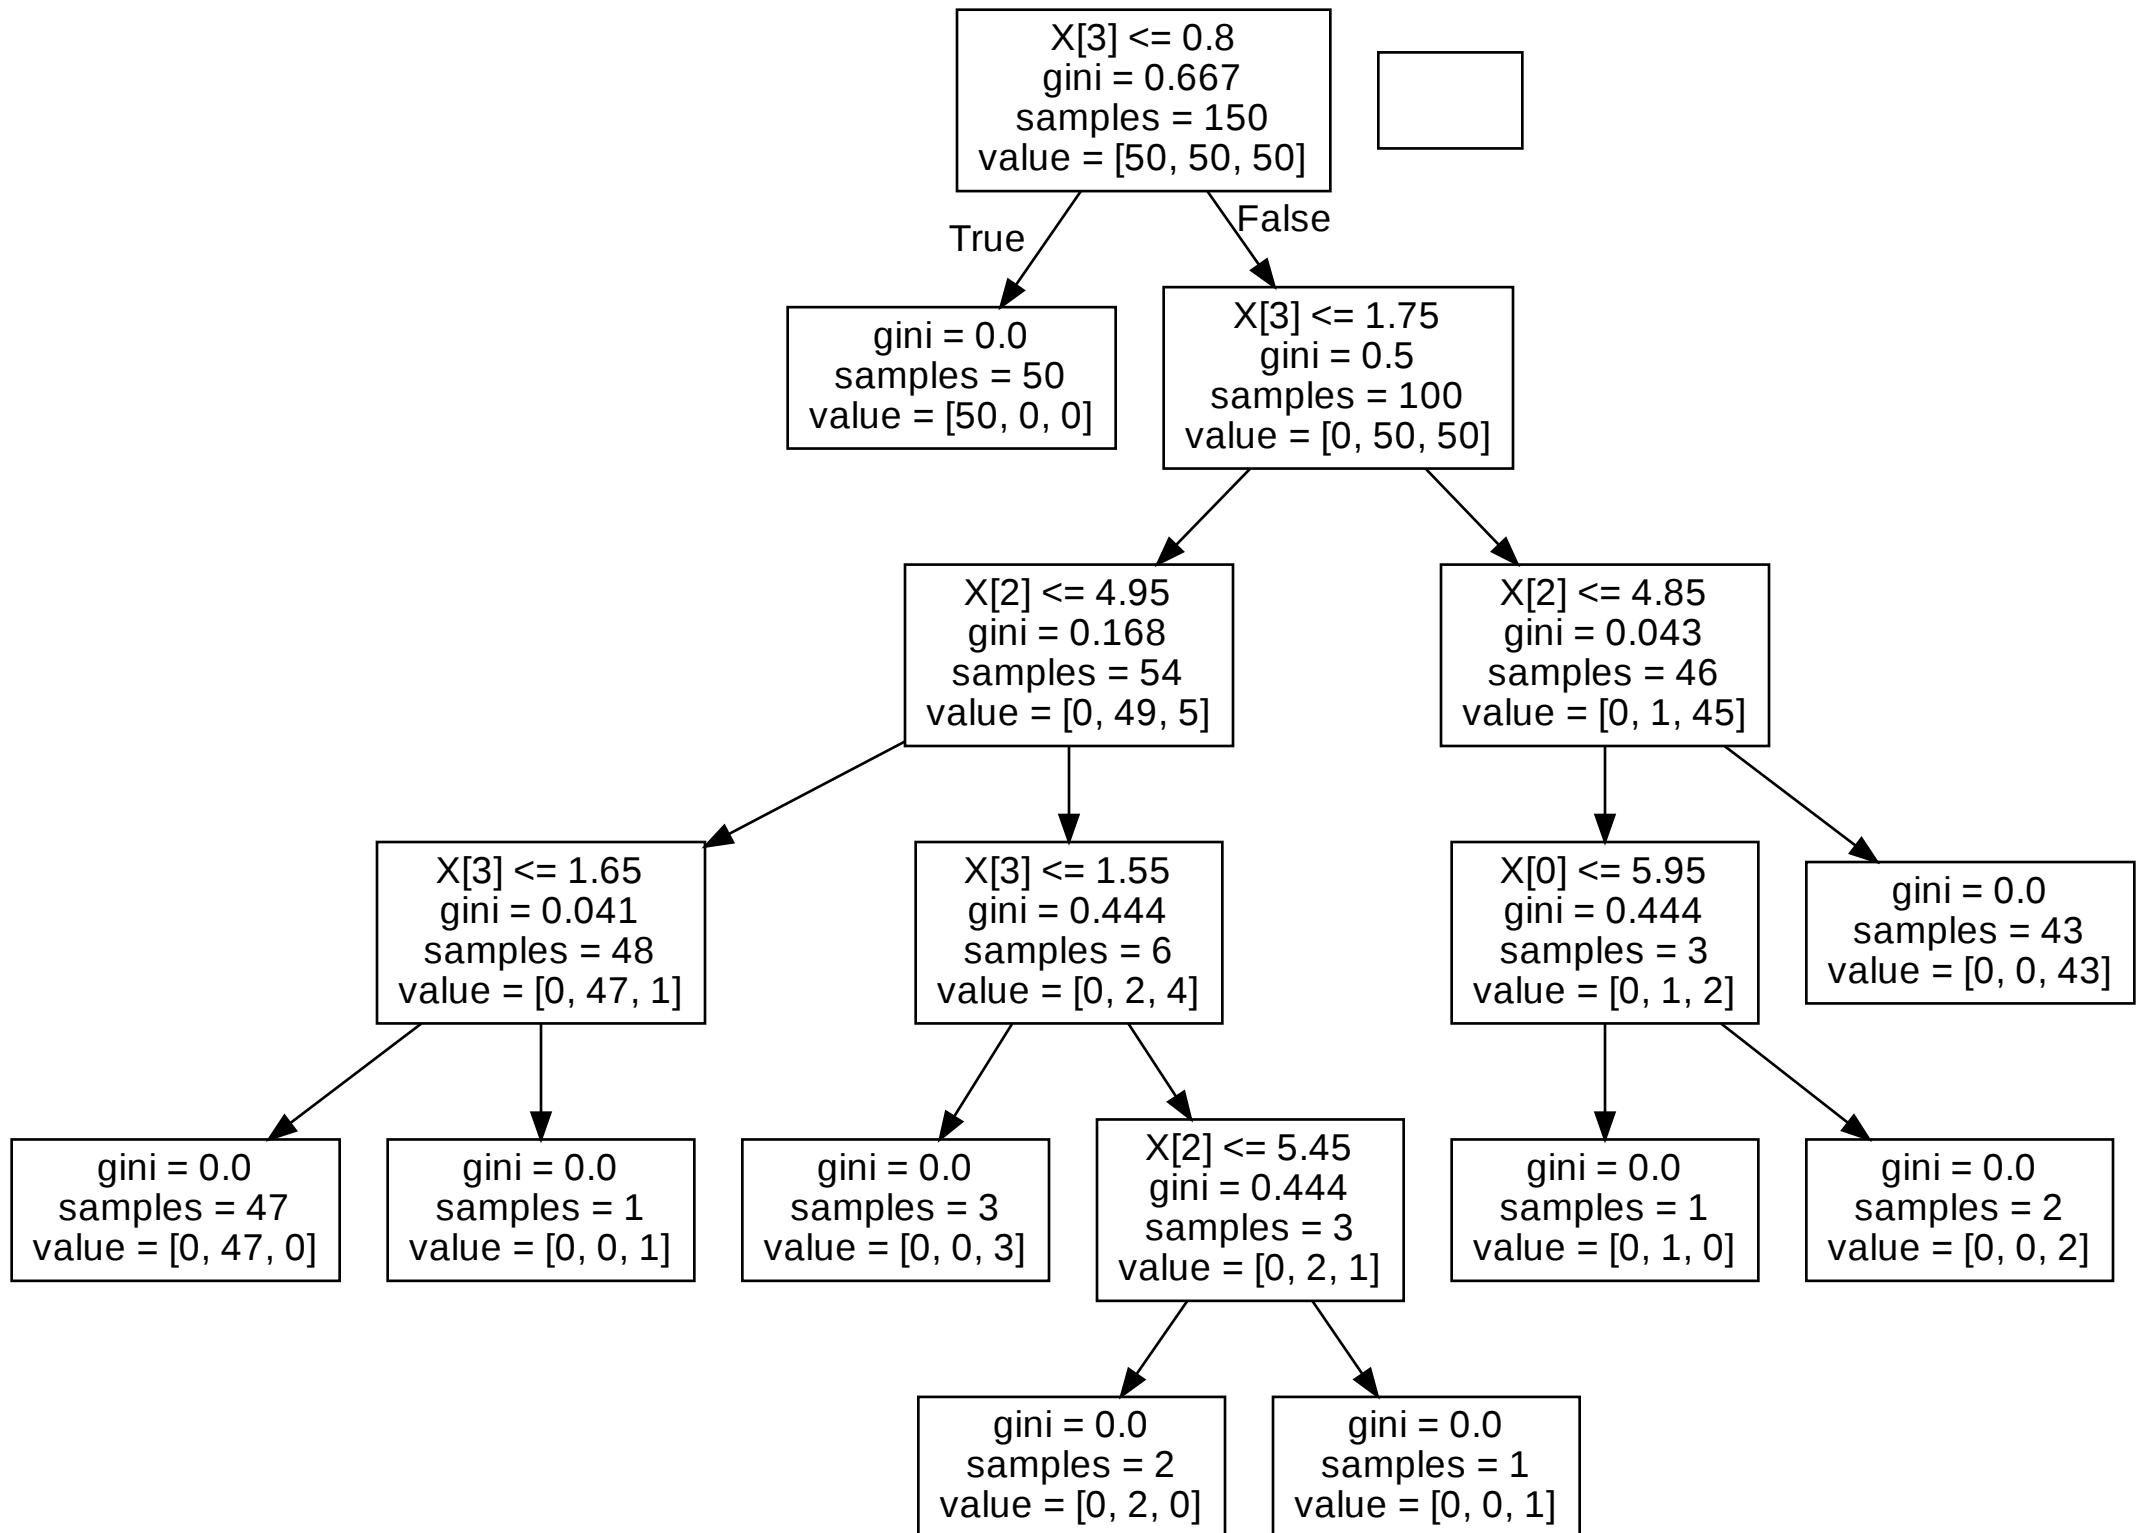 X[3] <= 0.8
gini = 0.667
samples = 150
value = [50, 50, 50]
True
False
gini = 0.0
samples = 50
value = [50, 0, 0]
X[3] <= 1.75
gini = 0.5
samples = 100
value = [0, 50, 50]
X[2] <= 4.95
gini = 0.168
samples = 54
value = [0, 49, 5]
X[2] <= 4.85
gini = 0.043
samples = 46
value = [0, 1, 45]
X[3] <= 1.65
gini = 0.041
samples = 48
value = [0, 47, 1]
X[3] <= 1.55
gini = 0.444
samples = 6
value = [0, 2, 4]
X[0] <= 5.95
gini = 0.444
samples = 3
value = [0, 1, 2]
gini = 0.0
samples = 43
value = [0, 0, 43]
gini = 0.0
samples = 47
value = [0, 47, 0]
gini = 0.0
samples = 1
value = [0, 0, 1]
gini = 0.0
samples = 3
value = [0, 0, 3]
X[2] <= 5.45
gini = 0.444
samples = 3
value = [0, 2, 1]
gini = 0.0
samples = 1
value = [0, 1, 0]
gini = 0.0
samples = 2
value = [0, 0, 2]
gini = 0.0
samples = 2
value = [0, 2, 0]
gini = 0.0
samples = 1
value = [0, 0, 1]